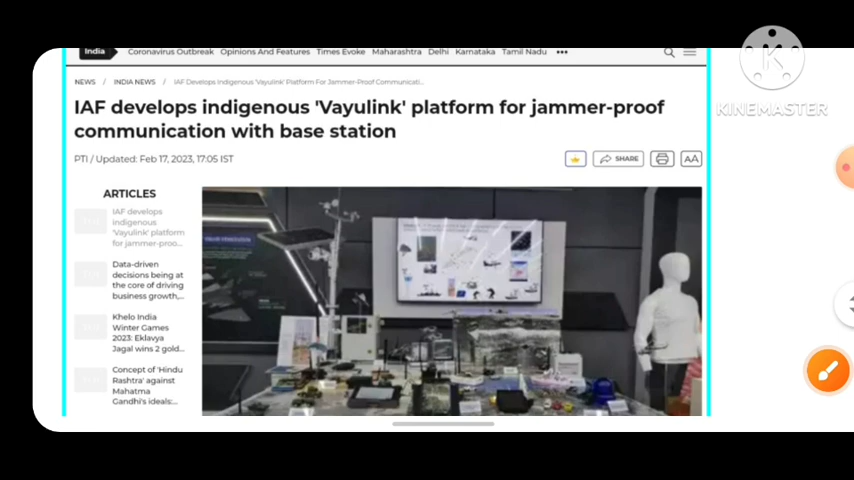 India Coronavirus Outbreak Opinions And Features Times Evoke Maharashtra Delhi Karnataka Tamil Nadu •••
NEWS / INDIA NEWS / IAF Develops Indigenous 'Vayulink' Platform For Jammer-Proof Communicati...
IAF develops indigenous 'Vayulink' platform for jammer-proof
communication with base station
PTI / Updated: Feb 17, 2023, 17:05 IST
SHARE
AA
ARTICLES
IAF develops
indigenous
'Vayulink' platform
for jammer-proo...
Data-driven
decisions being at
the core of driving
business growth,...
Khelo India
Winter Games
2023: Eklavya
Jagal wins 2 gold...
Concept of 'Hindu
Rashtra' against
Mahatma
Gandhi's ideals:...
K
KINEMASTER